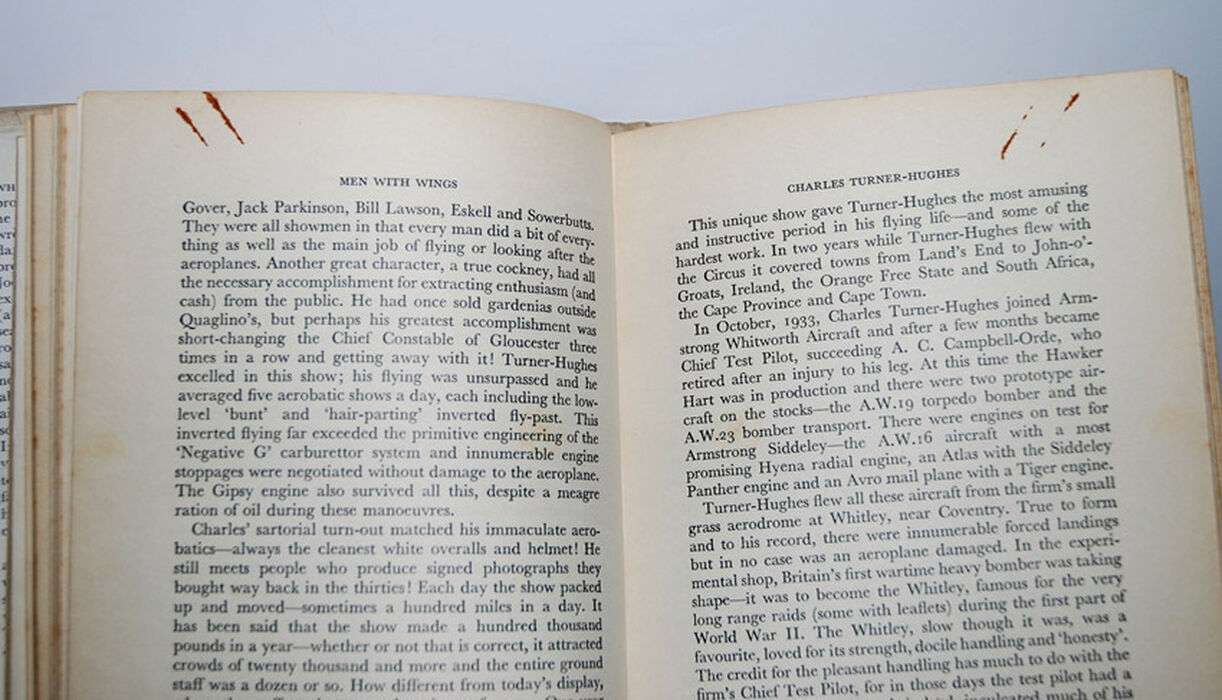 MEN WITH WINGS
Gover, Jack Parkinson, Bill Lawson, Eskell and Sowerbutts.
They were all showmen in that every man did a bit of every-
thing as well as the main job of flying or looking after the
aeroplanes. Another great character, a true cockney, had all
the necessary accomplishment for extracting enthusiasm (and
cash) from the public. He had once sold gardenias outside
Quaglino's, but perhaps his greatest accomplishment was
short-changing the Chief Constable of Gloucester three
times in a row and getting away with it! Turner-Hughes
excelled in this show; his flying was unsurpassed and he
averaged five aerobatic shows a day, each including the low-
level 'bunt' and 'hair-parting' inverted fly-past. This
inverted flying far exceeded the primitive engineering of the
'Negative G' carburettor system and innumerable engine
stoppages were negotiated without damage to the aeroplane.
The Gipsy engine also survived all this, despite a meagre
ration of oil during these manoeuvres.
Charles' sartorial turn-out matched his immaculate aero-
batics—always the cleanest white overalls and helmet! He
still meets people who produce signed photographs they
bought way back in the thirties! Each day the show packed
up and moved—sometimes a hundred miles in a day. It
has been said that the show made a hundred thousand
pounds in a year—whether or not that is correct, it attracted
crowds of twenty thousand and more and the entire ground
staff was a dozen or so. How different from today's display,
CHARLES TURNER-HUGHES
This unique show gave Turner-Hughes the most amusing
and instructive period in his flying life—and some of the
hardest work. In two years while Turner-Hughes flew with
the Circus it covered towns from Land's End to John-o'-
Groats, Ireland, the Orange Free State and South Africa,
the Cape Province and Cape Town.
In October, 1933, Charles Turner-Hughes joined Arm-
strong Whitworth Aircraft and after a few months became
Chief Test Pilot, succeeding A. C. Campbell-Orde, who
retired after an injury to his leg. At this time the Hawker
Hart was in production and there were two prototype air-
craft on the stocks—the A.W.19 torpedo bomber and the
A.W.23 bomber transport. There were engines on test for
Armstrong Siddeley—the A.W.16 aircraft with a most
promising Hyena radial engine, an Atlas with the Siddeley
Panther engine and an Avro mail plane with a Tiger engine.
Turner-Hughes flew all these aircraft from the firm's small
grass aerodrome at Whitley, near Coventry. True to form
and to his record, there were innumerable forced landings
but in no case was an aeroplane damaged. In the experi-
mental shop, Britain's first wartime heavy bomber was taking
shape—it was to become the Whitley, famous for the very
long range raids (some with leaflets) during the first part of
World War II. The Whitley, slow though it was, was a
favourite, loved for its strength, docile handling and 'honesty'.
The credit for the pleasant handling has much to do with the
firm's Chief Test Pilot, for in those days the test pilot had a
much of his